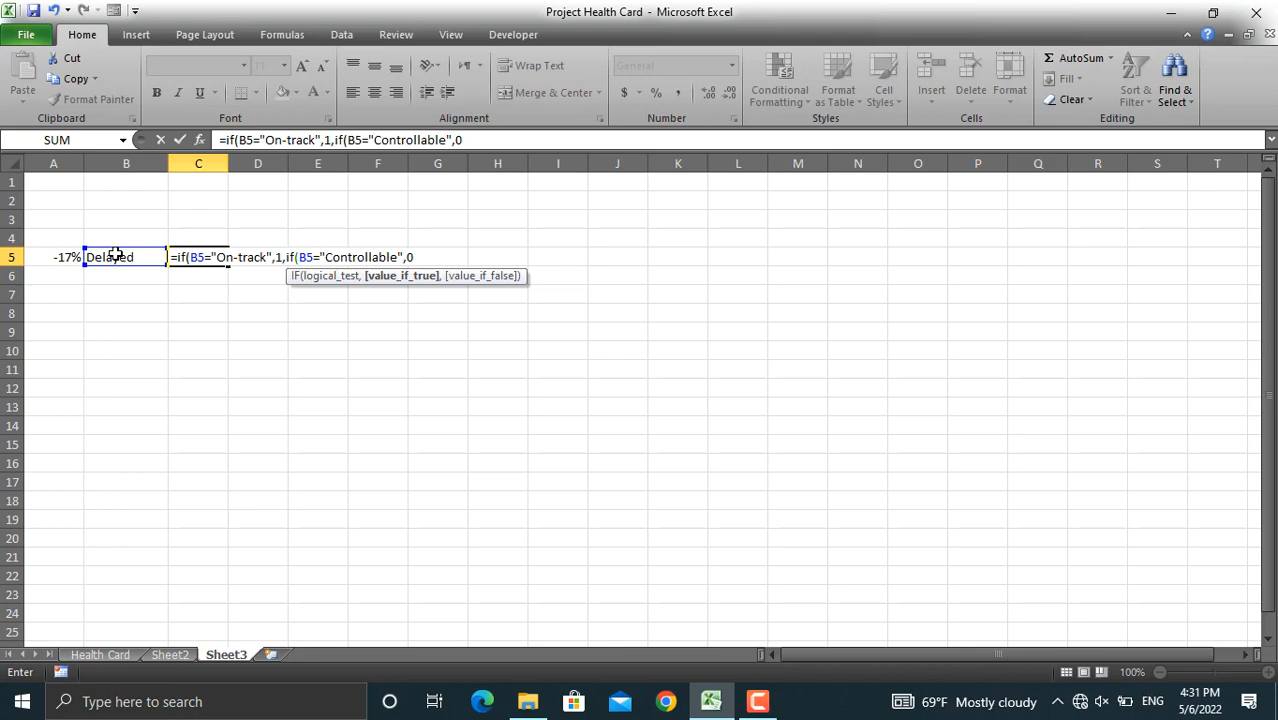 Project Health Card - Microsoft Excel
File Home Insert Page Layout Formulas Data Review View Developer
Paste
Cut
Copy
Format Painter
Clipboard
11
B I U A
Font
Wrap Text
Merge & Center
Alignment
General
$ % ,
Number
Conditional Formatting
Format as Table
Cell Styles
Styles
Insert
Delete
Format
Cells
Σ AutoSum
Fill
Clear
Sort & Filter
Find & Select
Editing
SUM fx =if(B5="On-track",1,if(B5="Controllable",0
A B C D E F G H I J K L M N O P Q R S T
1
2
3
4
5 -17% Delayed =if(B5="On-track",1,if(B5="Controllable",0
6 IF(logical_test, [value_if_true], [value_if_false])
7
8
9
10
11
12
13
14
15
16
17
18
19
20
21
22
23
24
25
Health Card Sheet2 Sheet3
Enter 100%
Type here to search
69°F Mostly cloudy
ENG
4:31 PM
5/6/2022